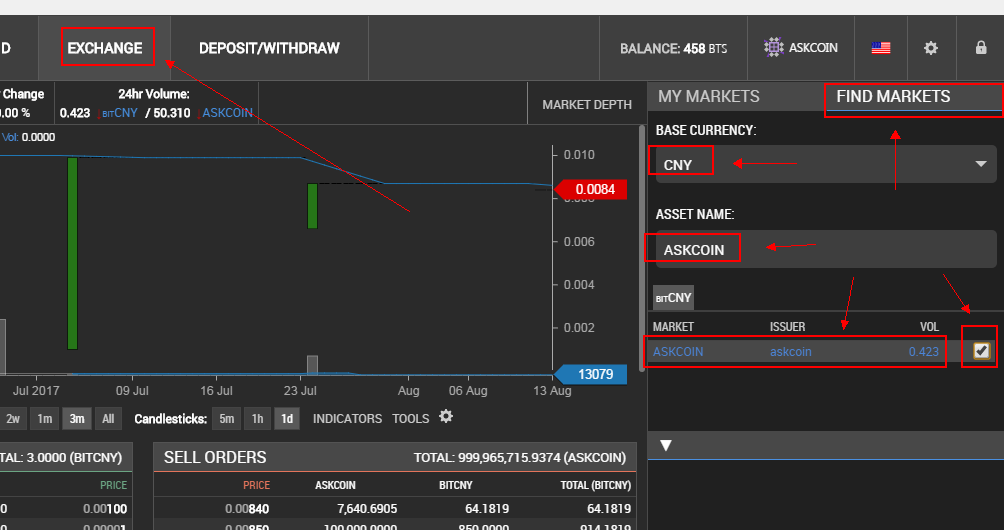 D EXCHANGE DEPOSIT/WITHDRAW BALANCE: 458 BTS ASKCOIN
Change 24hr Volume:
0.00 % 0.423 BITCNY / 50.310 ASKCOIN
MARKET DEPTH
Vol: 0.0000
0.010
0.0084
0.008
0.006
0.004
0.002
13079
Jul 2017 09 Jul 16 Jul 23 Jul Aug 06 Aug 13 Aug
2w 1m 3m All Candlesticks: 5m 1h 1d INDICATORS TOOLS
TAL: 3.0000 (BITCNY)
PRICE
0 0.00100
SELL ORDERS TOTAL: 999,965,715.9374 (ASKCOIN)
PRICE ASKCOIN BITCNY TOTAL (BITCNY)
0.00840 7,640.6905 64.1819 64.1819
0.00850 100,000.0000 850.0000 914.1819
MY MARKETS FIND MARKETS
BASE CURRENCY:
CNY
ASSET NAME:
ASKCOIN
BITCNY
MARKET ISSUER VOL
ASKCOIN askcoin 0.423